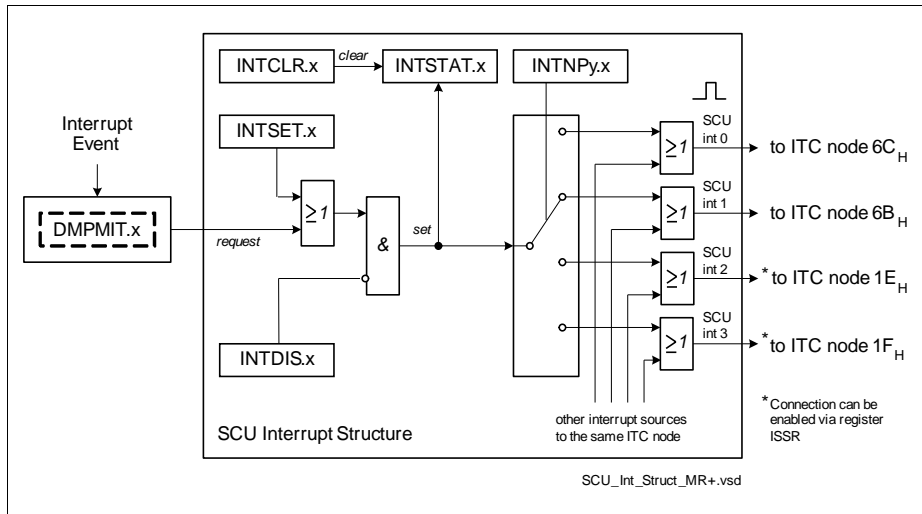 INTCLR.x
clear
INTSTAT.x
INTNPy.x
Interrupt
Event
INTSET.x
DMPMIT.x
request
≥1
&
set
INTDIS.x
SCU
int 0
≥1
to ITC node 6CH
SCU
int 1
≥1
to ITC node 6BH
SCU
int 2
≥1
* to ITC node 1EH
SCU
int 3
≥1
* to ITC node 1FH
other interrupt sources
to the same ITC node
* Connection can be
enabled via register
ISSR
SCU Interrupt Structure
SCU_Int_Struct_MR+.vsd